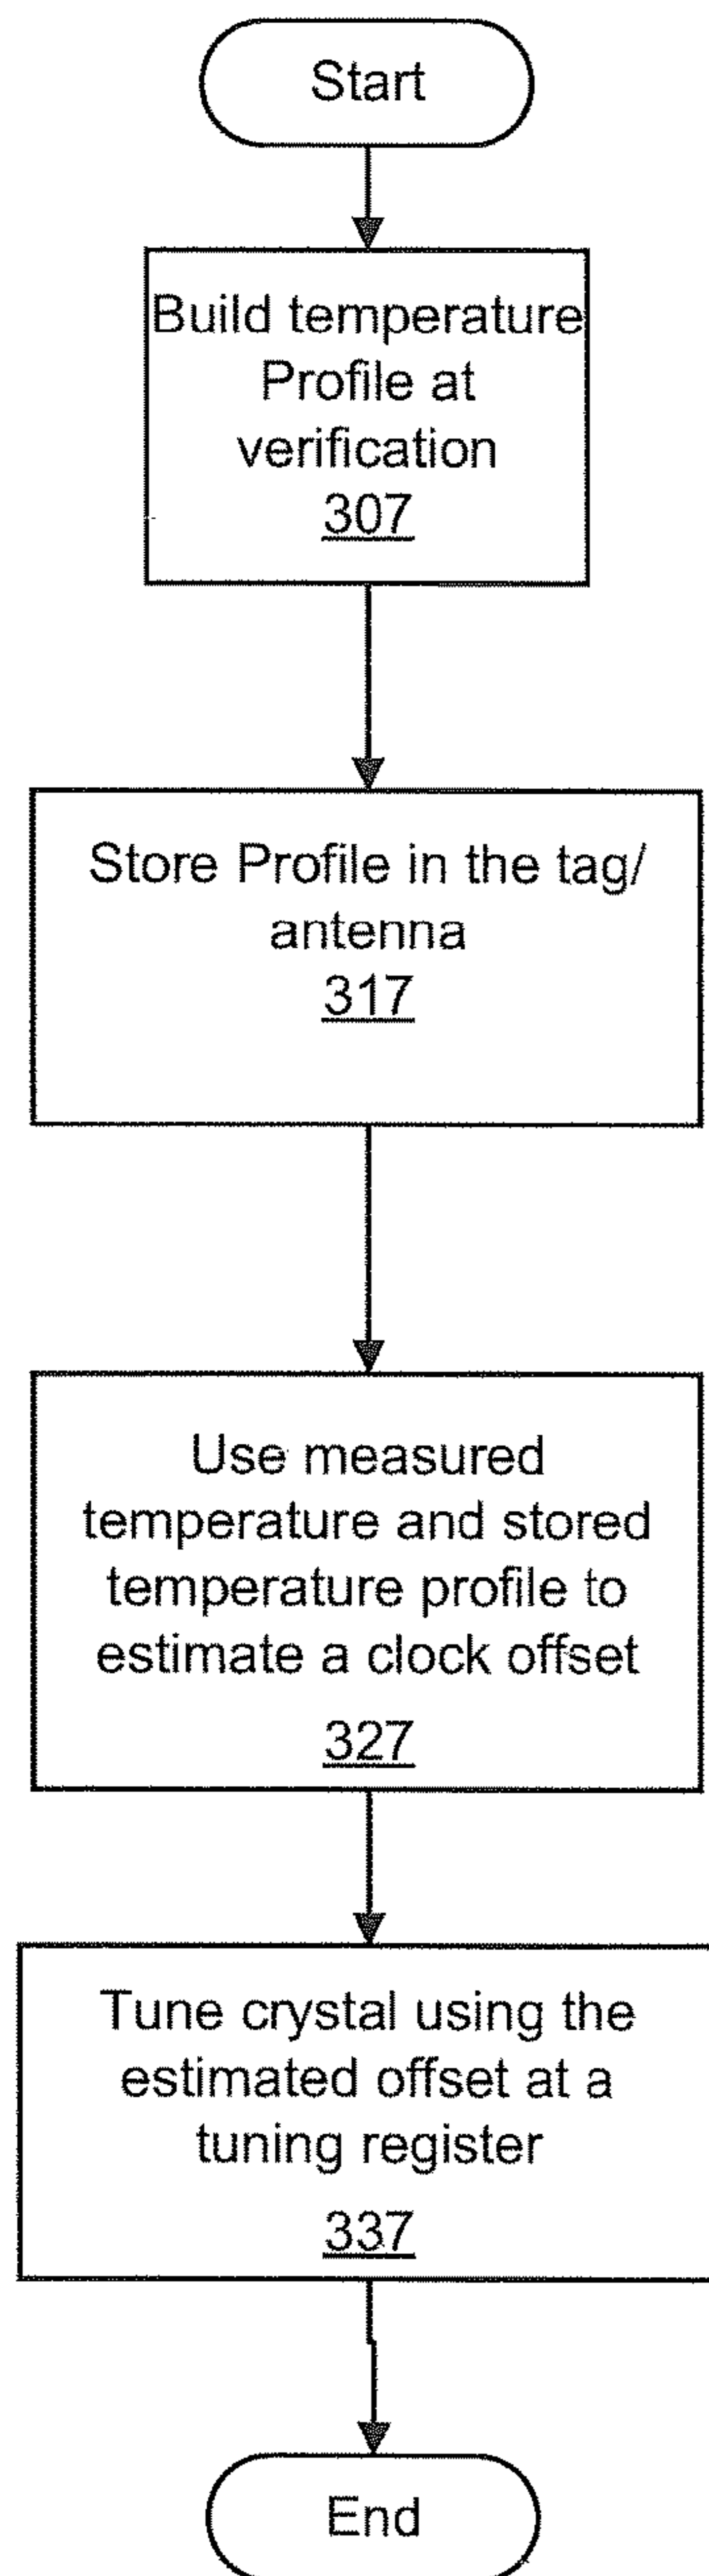 Start
Build temperature
Profile at
verification
307
Store Profile in the tag/
antenna
317
Use measured
temperature and stored
temperature profile to
estimate a clock offset
327
Tune crystal using the
estimated offset at a
tuning register
337
End